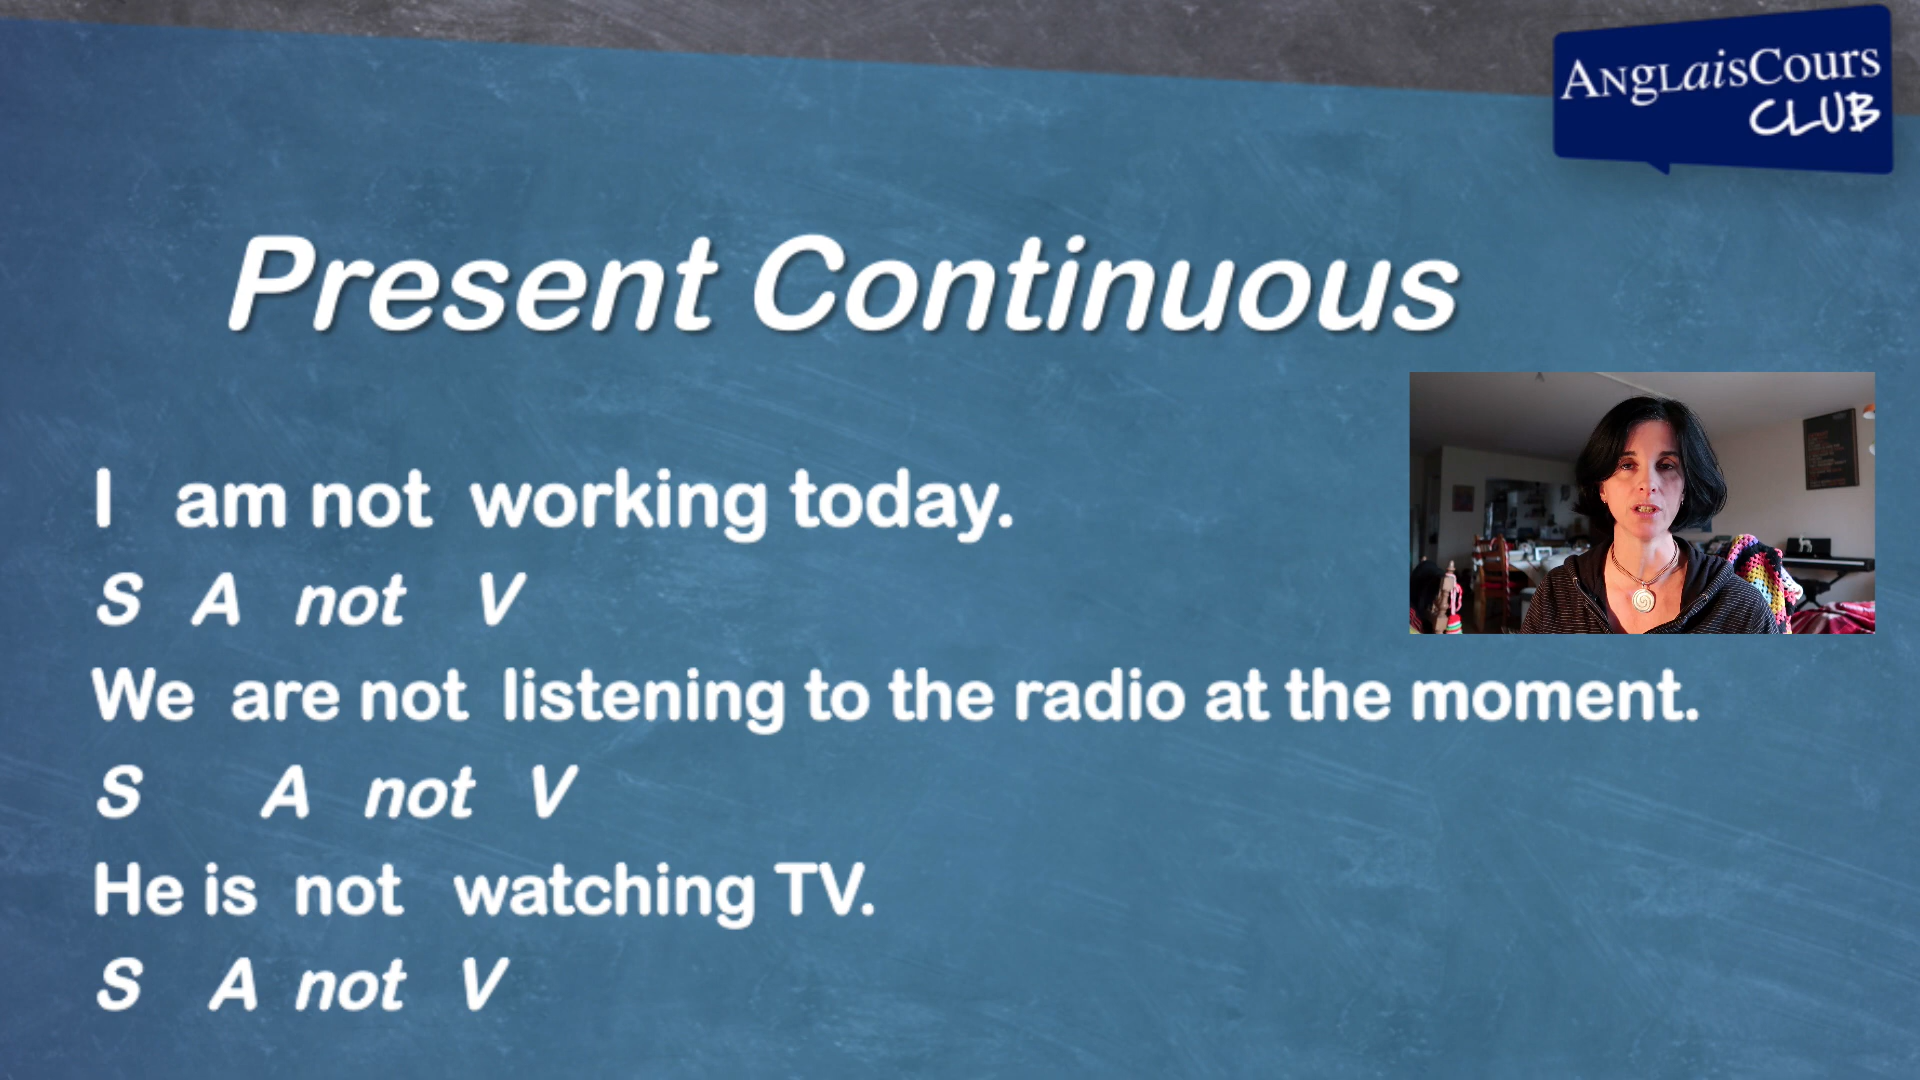 AngLaisCours
CLUB
Present Continuous
I am not working today.
S A not V
We are not listening to the radio at the moment.
S A not V
He is not watching TV.
S A not V